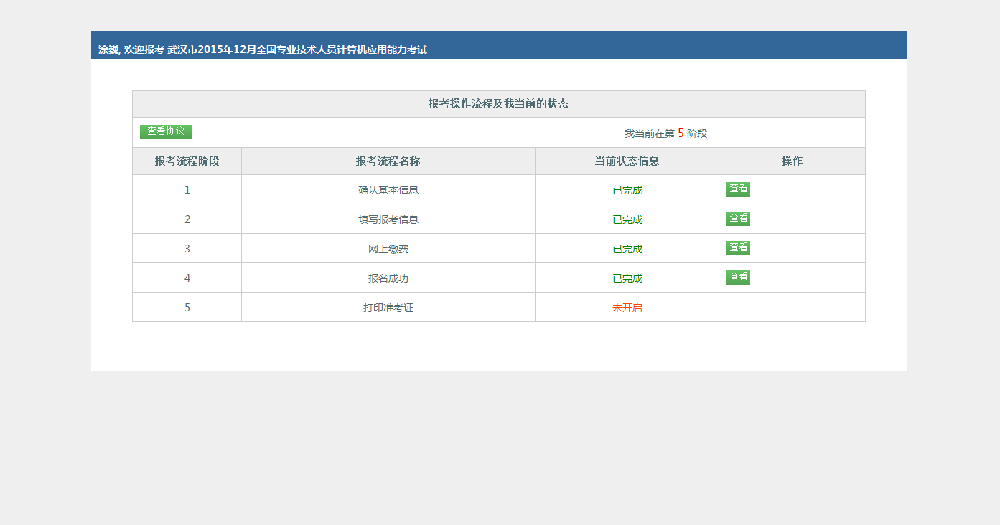 涂巍, 欢迎报考 武汉市2015年12月全国专业技术人员计算机应用能力考试
报考操作流程及我当前的状态
查看协议 我当前在第 5 阶段
报考流程阶段 报考流程名称 当前状态信息 操作
1 确认基本信息 已完成 查看
2 填写报考信息 已完成 查看
3 网上缴费 已完成 查看
4 报名成功 已完成 查看
5 打印准考证 未开启